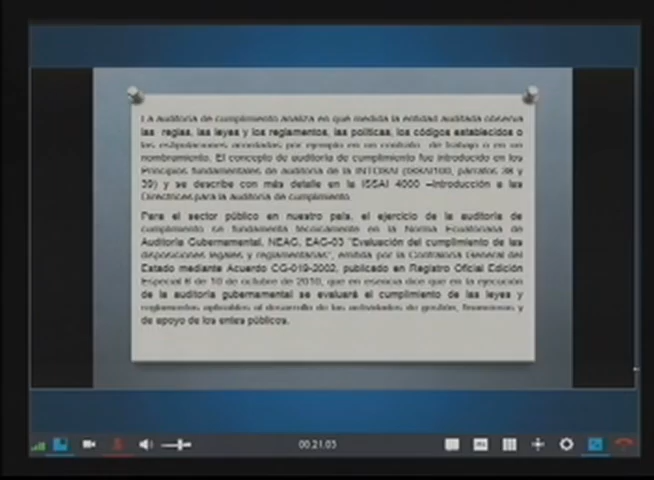 La auditoría de cumplimiento analiza en qué medida la entidad auditada observa
las reglas, las leyes y los reglamentos, las políticas, los códigos establecidos o
las estipulaciones acordadas por ejemplo en un contrato de trabajo o en un
nombramiento. El concepto de auditoría de cumplimiento fue introducido en los
Principios fundamentales de auditoría de la INTOSAI (ISSAI100, párrafos 38 y
39) y se describe con más detalle en la ISSAI 4000 –Introducción a las
Directrices para la auditoría de cumplimiento.
Para el sector público en nuestro país, el ejercicio de la auditoría de
cumplimiento se fundamenta técnicamente en la Norma Ecuatoriana de
Auditoría Gubernamental, NEAG, EAG-03 "Evaluación del cumplimiento de las
disposiciones legales y reglamentarias", emitida por la Contraloría General del
Estado mediante Acuerdo CG-019-2002, publicado en Registro Oficial Edición
Especial 6 de 10 de octubre de que en esencia dice que en la ejecución
de la auditoría gubernamental se evaluará el cumplimiento de las leyes y
reglamentos aplicables al desarrollo de las actividades de gestión, financieras y
de apoyo de los entes públicos.
00.21.05